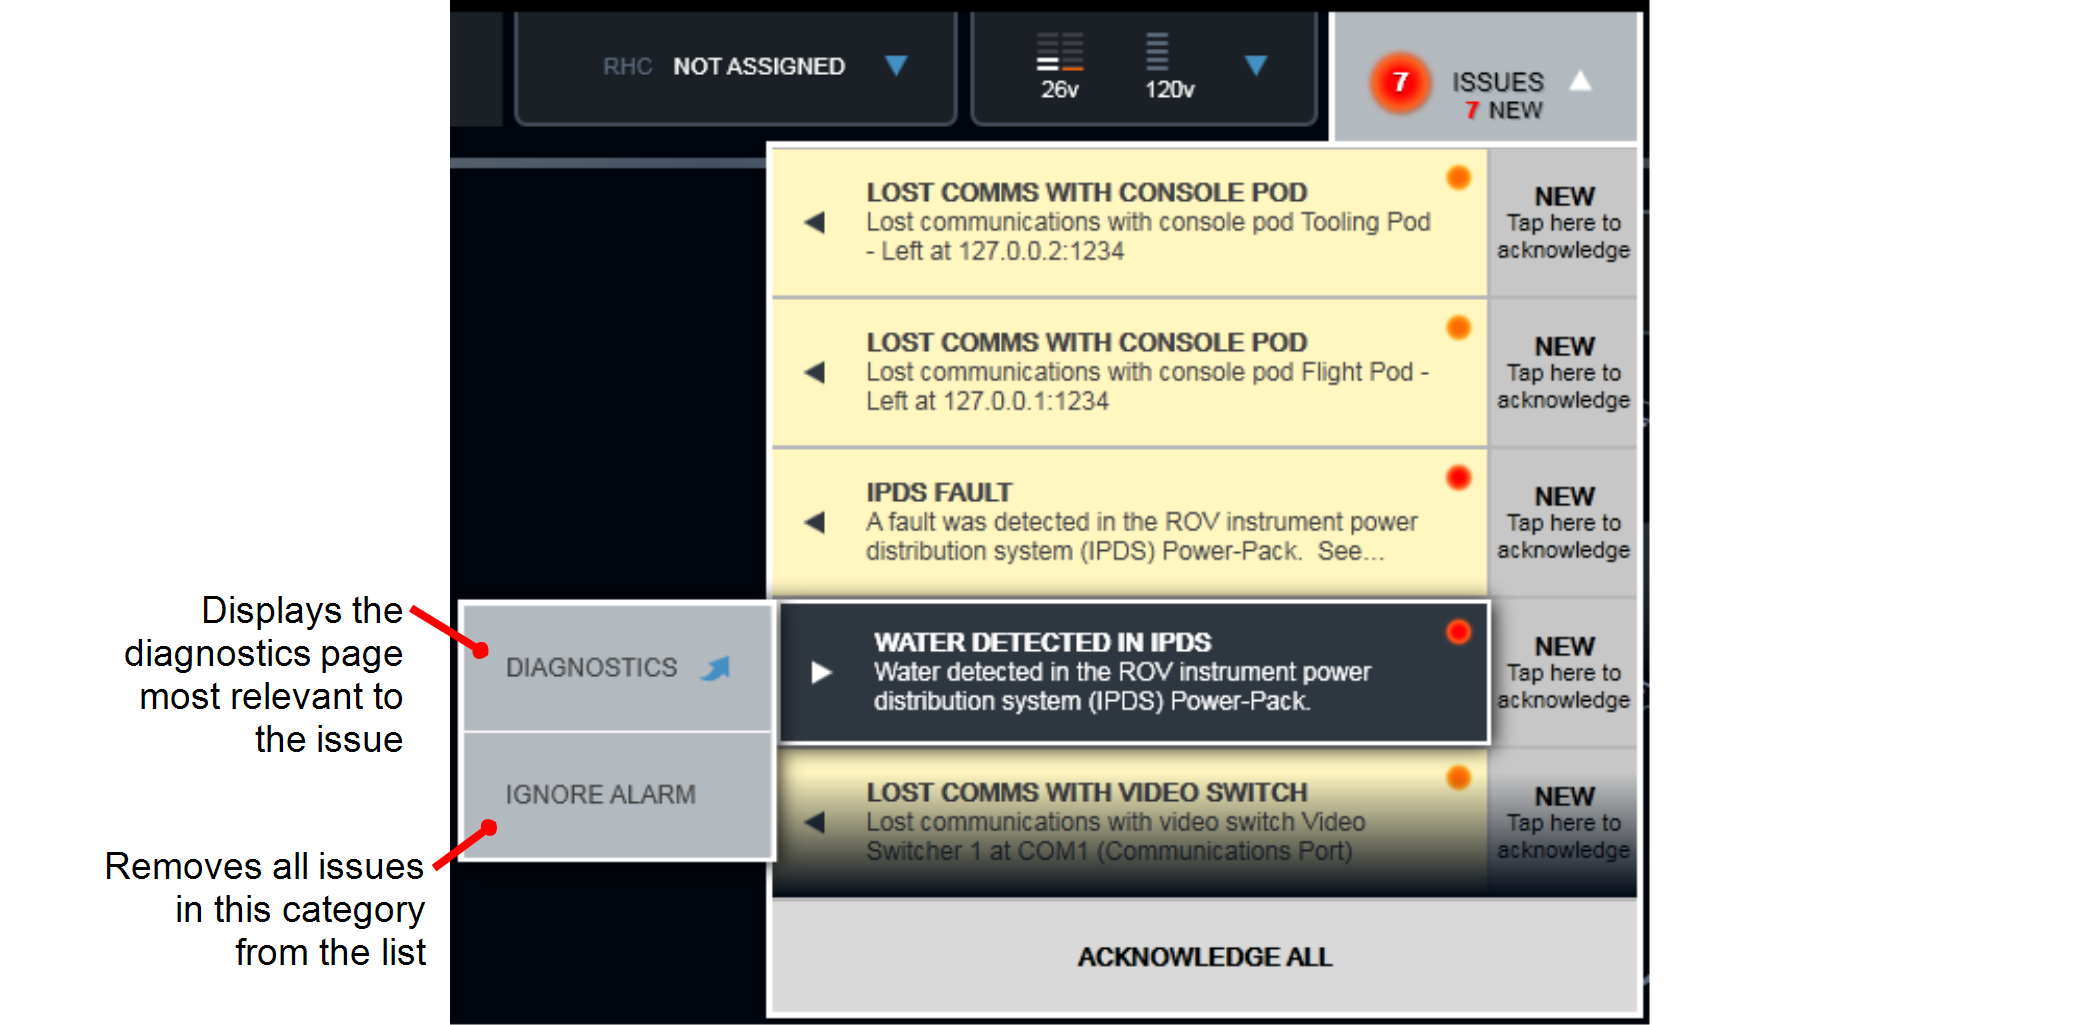 RHC NOT ASSIGNED
26v
120v
7
ISSUES
7 NEW
LOST COMMS WITH CONSOLE POD
Lost communications with console pod Tooling Pod
- Left at 127.0.0.2:1234
NEW
Tap here to
acknowledge
LOST COMMS WITH CONSOLE POD
Lost communications with console pod Flight Pod -
Left at 127.0.0.1:1234
NEW
Tap here to
acknowledge
IPDS FAULT
A fault was detected in the ROV instrument power
distribution system (IPDS) Power-Pack.  See...
NEW
Tap here to
acknowledge
Displays the
diagnostics page
most relevant to
the issue
DIAGNOSTICS
WATER DETECTED IN IPDS
Water detected in the ROV instrument power
distribution system (IPDS) Power-Pack.
NEW
Tap here to
acknowledge
IGNORE ALARM
Removes all issues
in this category
from the list
LOST COMMS WITH VIDEO SWITCH
Lost communications with video switch Video
Switcher 1 at COM1 (Communications Port)
NEW
Tap here to
acknowledge
ACKNOWLEDGE ALL